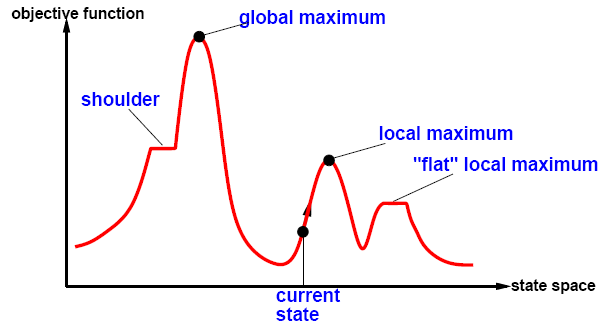 objective function
global maximum
shoulder
local maximum
"flat" local maximum
current
state
state space